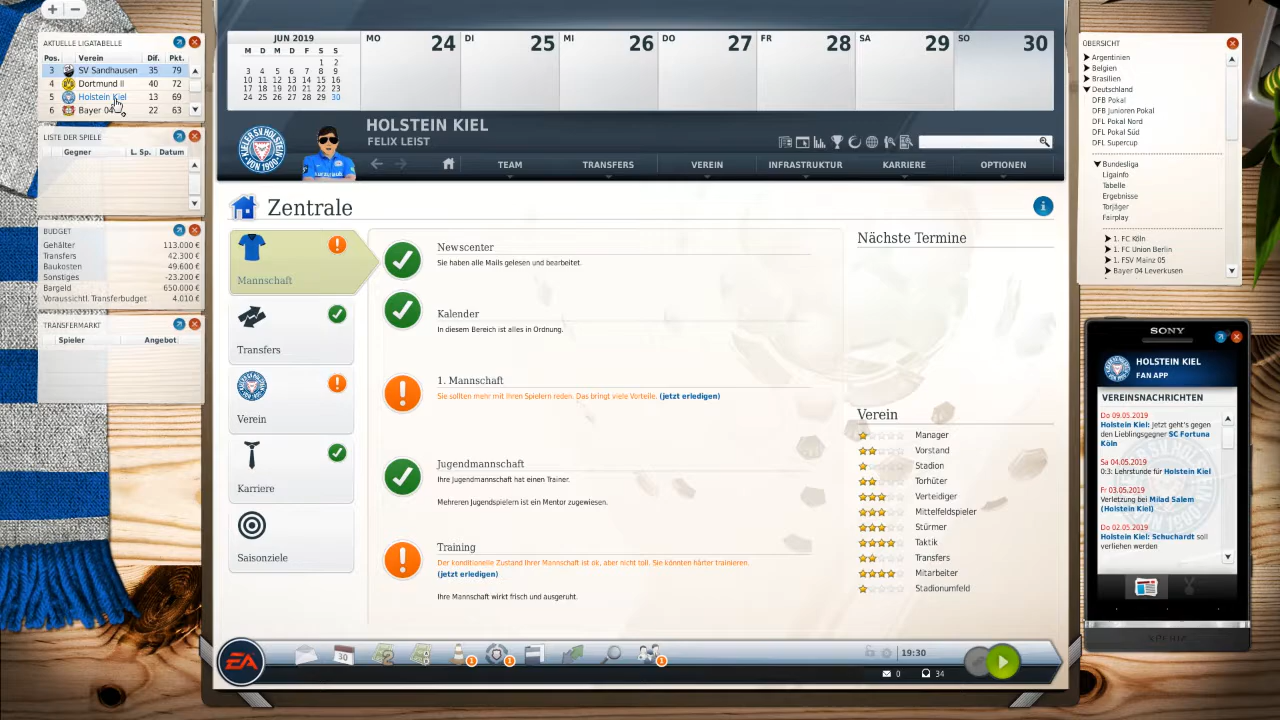 AKTUELLE LIGATABELLE
Pos. Verein Dif. Pkt.
3 SV Sandhausen 35 79
4 Dortmund II 40 72
5 Holstein Kiel 13 69
6 Bayer 04 22 63
LISTE DER SPIELE
Gegner L. Sp. Datum
BUDGET
Gehälter 113.000 €
Transfers 42.300 €
Baukosten 49.600 €
Sonstiges -23.200 €
Bargeld 650.000 €
Voraussichtl. Transferbudget 4.010 €
TRANSFERMARKT
Spieler Angebot
JUN 2019
M D M D F S S
1 2
3 4 5 6 7 8 9
10 11 12 13 14 15 16
17 18 19 20 21 22 23
24 25 26 27 28 29 30
MO 24 DI 25 MI 26 DO 27 FR 28 SA 29 SO 30
HOLSTEIN KIEL
FELIX LEIST
TEAM TRANSFERS VEREIN INFRASTRUKTUR KARRIERE OPTIONEN
Zentrale
Mannschaft
Transfers
Verein
Karriere
Saisonziele
Newscenter
Sie haben alle Mails gelesen und bearbeitet.
Kalender
In diesem Bereich ist alles in Ordnung.
1. Mannschaft
Sie sollten mehr mit Ihren Spielern reden. Das bringt viele Vorteile. (jetzt erledigen)
Jugendmannschaft
Ihre Jugendmannschaft hat einen Trainer.
Mehreren Jugendspielern ist ein Mentor zugewiesen.
Training
Der konditionelle Zustand Ihrer Mannschaft ist ok, aber nicht toll. Sie könnten härter trainieren.
(jetzt erledigen)
Ihre Mannschaft wirkt frisch und ausgeruht.
Nächste Termine
Verein
Manager
Vorstand
Stadion
Torhüter
Verteidiger
Mittelfeldspieler
Stürmer
Taktik
Transfers
Mitarbeiter
Stadionumfeld
EA
30
1
1
1
19:30
0 34
ÜBERSICHT
Argentinien
Belgien
Brasilien
Deutschland
DFB Pokal
DFB Junioren Pokal
DFL Pokal Nord
DFL Pokal Süd
DFL Supercup
Bundesliga
Ligainfo
Tabelle
Ergebnisse
Torjäger
Fairplay
1. FC Köln
1. FC Union Berlin
1. FSV Mainz 05
Bayer 04 Leverkusen
SONY
HOLSTEIN KIEL
FAN APP
VEREINSNACHRICHTEN
Do 09.05.2019
Holstein Kiel: Jetzt geht's gegen
den Lieblingsgegner SC Fortuna
Köln
Sa 04.05.2019
0:3: Lehrstunde für Holstein Kiel
Fr 03.05.2019
Verletzung bei Milad Salem
(Holstein Kiel)
Do 02.05.2019
Holstein Kiel: Schuchardt soll
verliehen werden
XPERIA